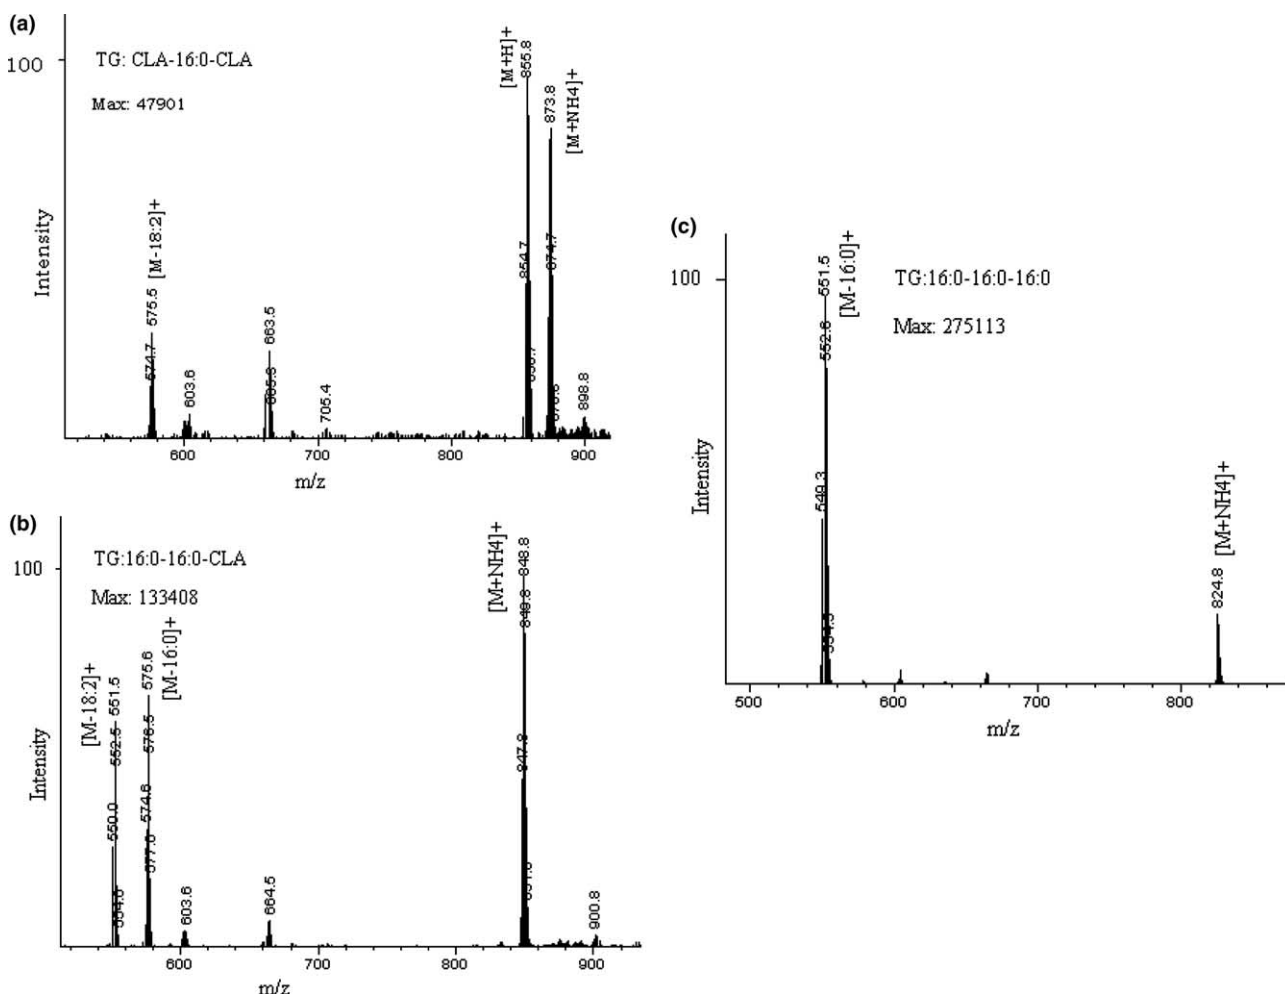 (a)
TG: CLA-16:0-CLA
100
Max: 47901
[M+H]+
855.8
873.8
[M+NH4]+
[M-18:2]+
575.5
574.7
603.6
663.5
705.4
854.7
874.7
898.8
Intensity
600
700
800
900
m/z
(b)
TG:16:0-16:0-CLA
100
Max: 133408
[M+NH4]+
848.8
849.8
847.8
[M-18:2]+
551.5
552.5
550.0
[M-16:0]+
575.6
576.5
574.6
603.6
664.5
900.8
Intensity
600
700
800
900
m/z
(c)
100
TG:16:0-16:0-16:0
Max: 275113
[M-16:0]+
551.5
552.6
549.3
[M+NH4]+
824.8
Intensity
500
600
700
800
m/z